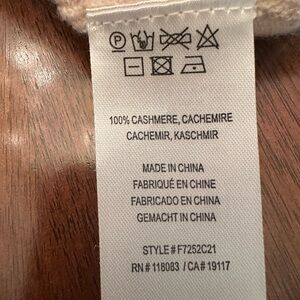 P
100% CASHMERE, CACHEMIRE
CACHEMIR, KASCHMIR
MADE IN CHINA
FABRIQUÉ EN CHINE
FABRICADO EN CHINA
GEMACHT IN CHINA
STYLE # F7252C21
RN # 118083 / CA # 19117